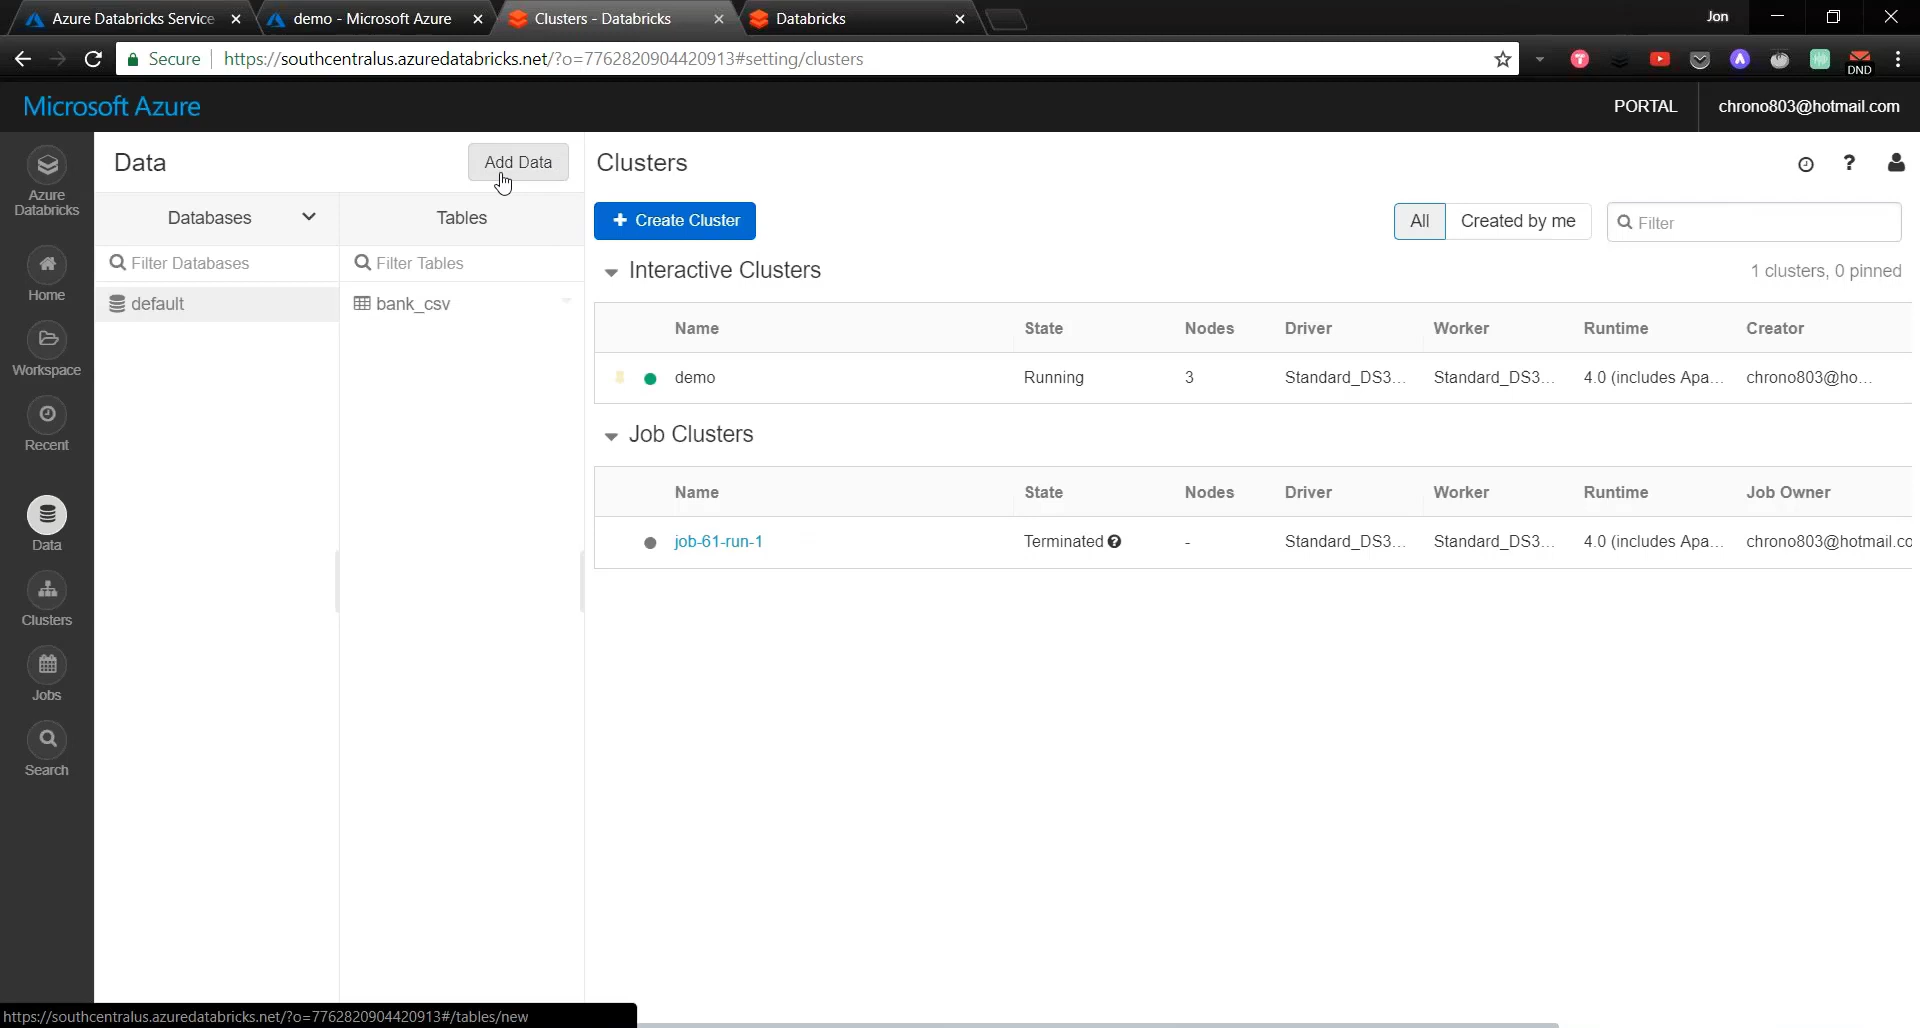 Azure Databricks Service
demo - Microsoft Azure
Clusters - Databricks
Databricks
Jon
Secure
https://southcentralus.azuredatabricks.net/?o=7762820904420913#setting/clusters
DND
Microsoft Azure
PORTAL
chrono803@hotmail.com
Azure
Databricks
Home
Workspace
Recent
Data
Clusters
Jobs
Search
Data
Add Data
Databases
Tables
Filter Databases
Filter Tables
default
bank_csv
Clusters
?
+ Create Cluster
All
Created by me
Filter
Interactive Clusters
1 clusters, 0 pinned
Name State Nodes Driver Worker Runtime Creator
demo Running 3 Standard_DS3... Standard_DS3... 4.0 (includes Apa... chrono803@ho...
Job Clusters
Name State Nodes Driver Worker Runtime Job Owner
job-61-run-1 Terminated ? - Standard_DS3... Standard_DS3... 4.0 (includes Apa... chrono803@hotmail.co
https://southcentralus.azuredatabricks.net/?o=7762820904420913#/tables/new